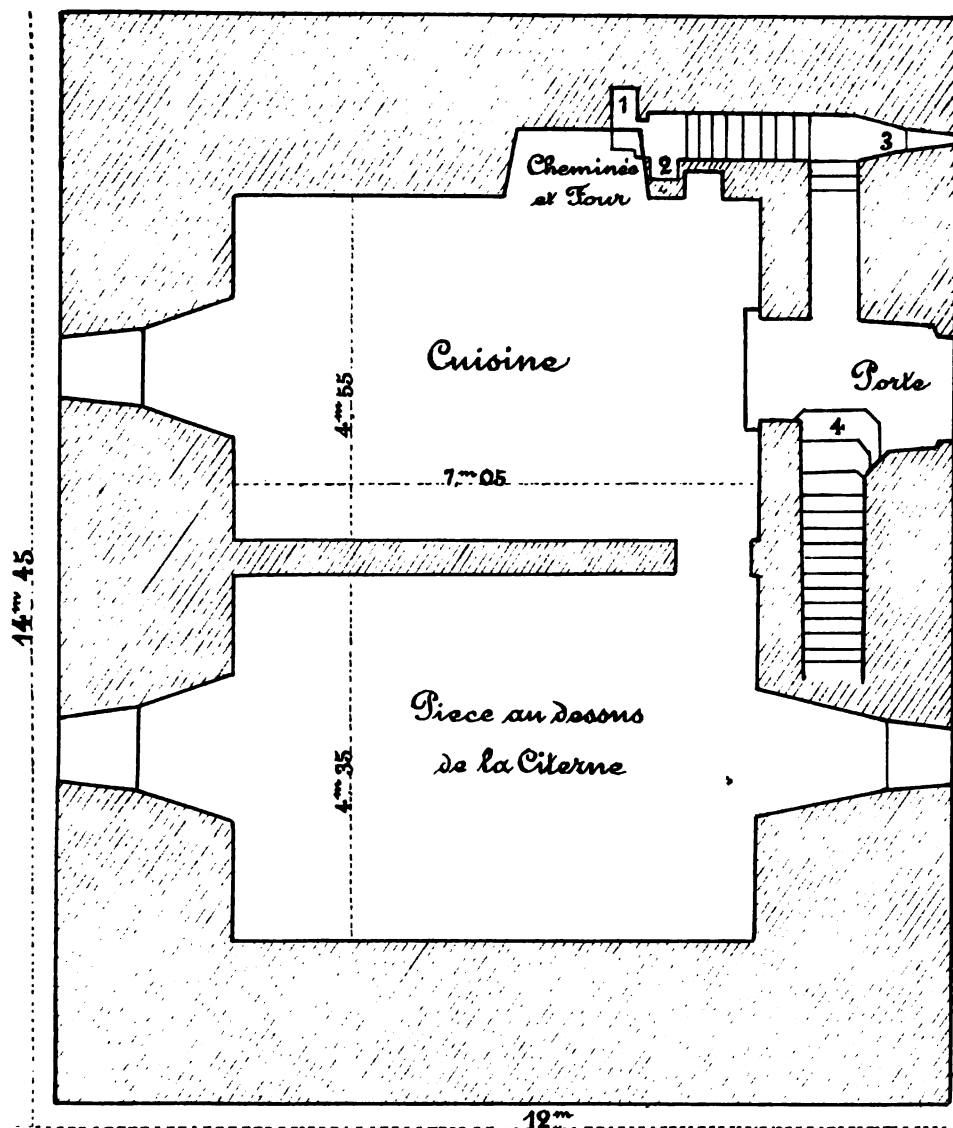 1
3
Cheminée
2
et Four
Cuisine
Porte
4m 55
4
7m 05
14m 45
Piece au dessus
de la Citerne
4m 35
12m